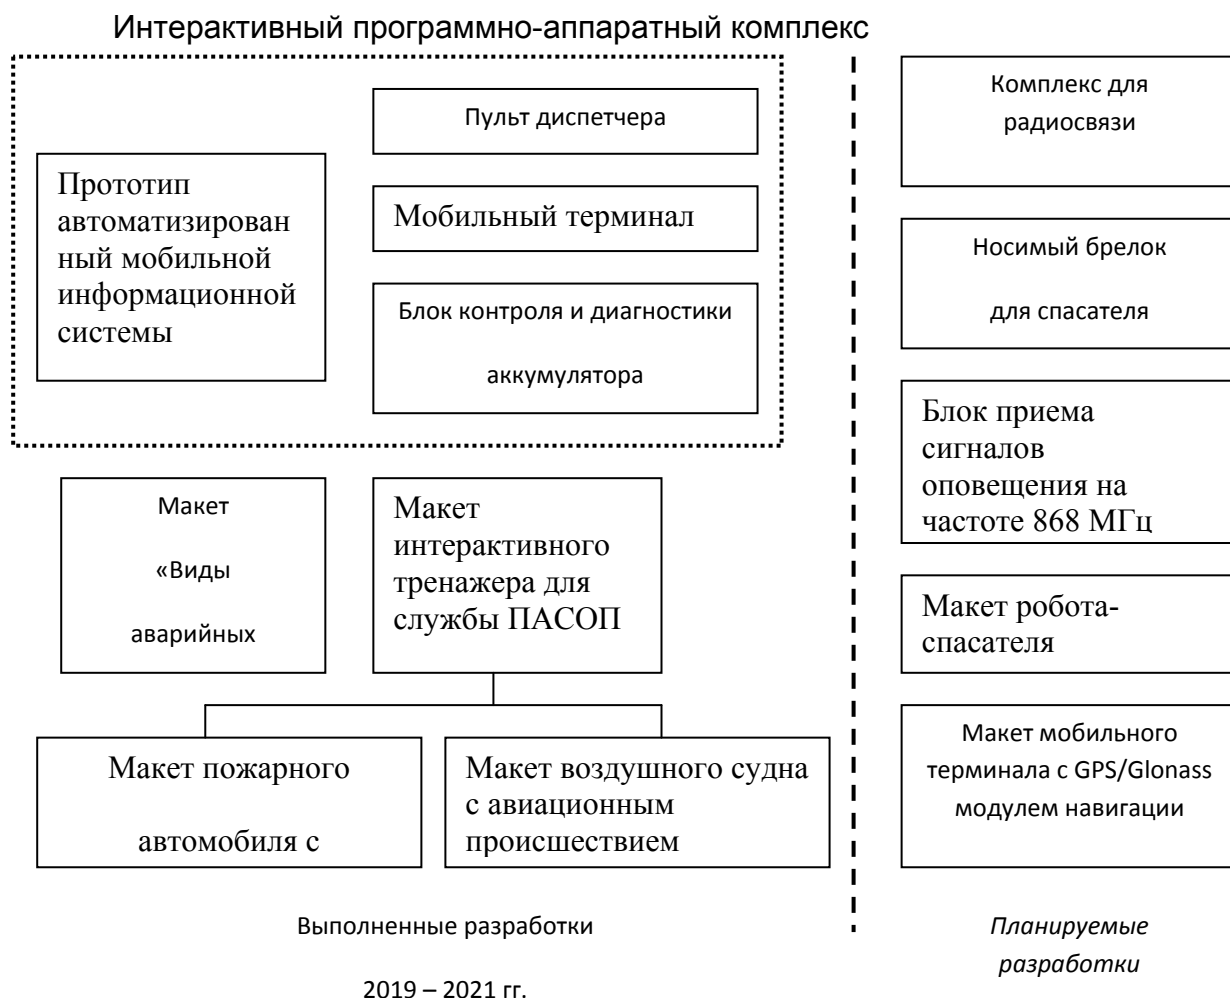 Интерактивный программно-аппаратный комплекс
Прототип
автоматизирован
ный мобильной
информационной
системы
Пульт диспетчера
Мобильный терминал
Блок контроля и диагностики
аккумулятора
Макет
«Виды
аварийных
Макет
интерактивного
тренажера для
службы ПАСОП
Макет пожарного
автомобиля с
Макет воздушного судна
с авиационным
происшествием
Выполненные разработки
2019 – 2021 гг.
Комплекс для
радиосвязи
Носимый брелок
для спасателя
Блок приема
сигналов
оповещения на
частоте 868 МГц
Макет робота-
спасателя
Макет мобильного
терминала с GPS/Glonass
модулем навигации
Планируемые
разработки